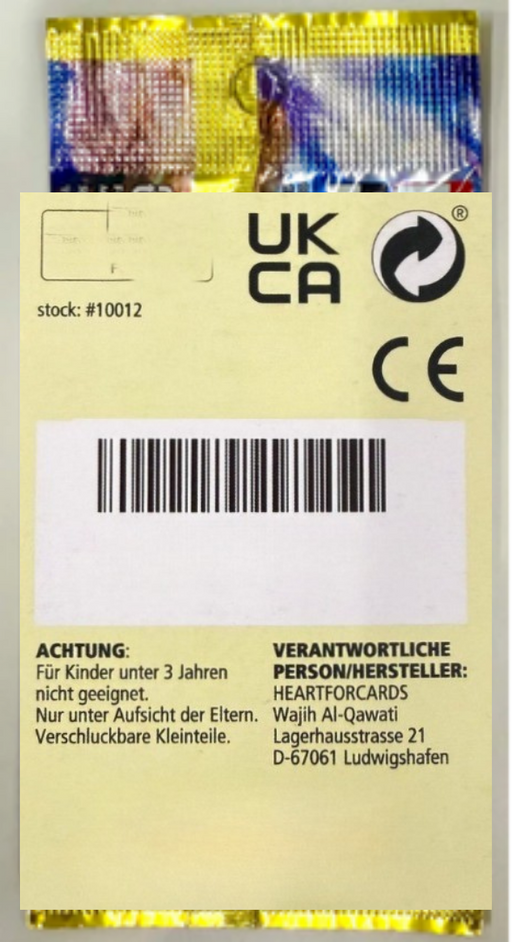 UK
CA
®
stock: #10012
CE
ACHTUNG:
Für Kinder unter 3 Jahren
nicht geeignet.
Nur unter Aufsicht der Eltern.
Verschluckbare Kleinteile.
VERANTWORTLICHE
PERSON/HERSTELLER:
HEARTFORCARDS
Wajih Al-Qawati
Lagerhausstrasse 21
D-67061 Ludwigshafen